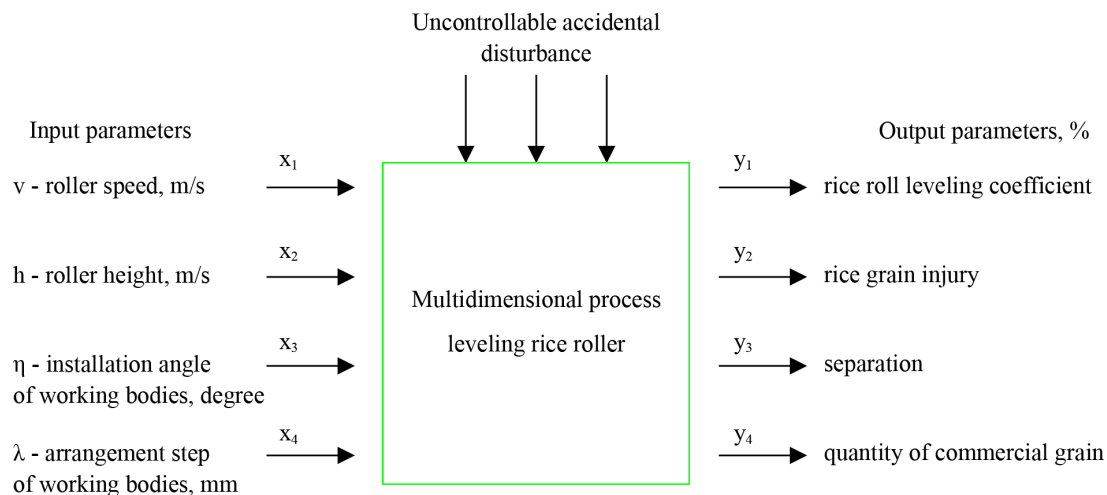 Uncontrollable accidental
disturbance
Input parameters
Output parameters, %
x₁
v - roller speed, m/s
y₁
rice roll leveling coefficient
x₂
h - roller height, m/s
y₂
rice grain injury
Multidimensional process
leveling rice roller
x₃
η - installation angle
of working bodies, degree
y₃
separation
x₄
λ - arrangement step
of working bodies, mm
y₄
quantity of commercial grain